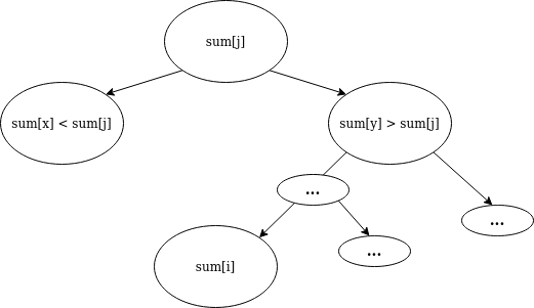 sum[j]
sum[x] < sum[j]
sum[y] > sum[j]
...
...
...
sum[i]